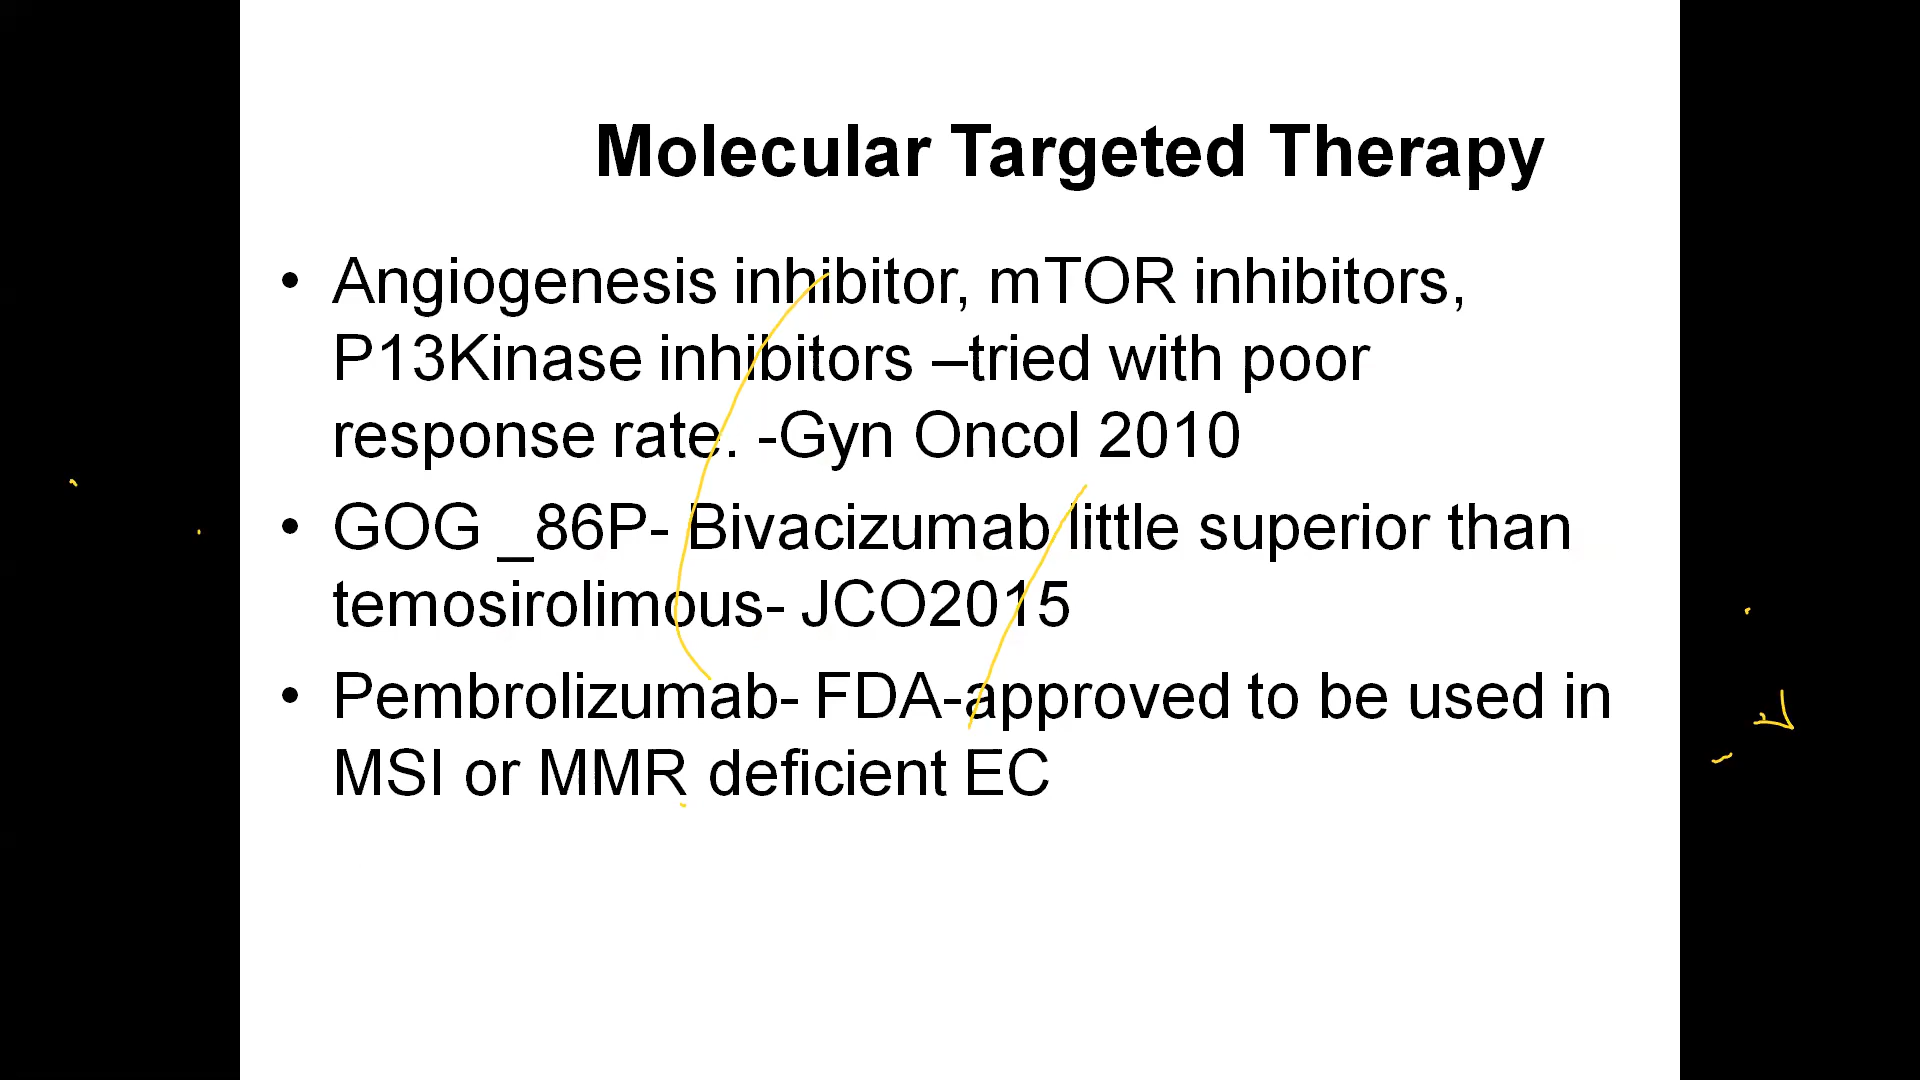 Molecular Targeted Therapy
• Angiogenesis inhibitor, mTOR inhibitors,
P13Kinase inhibitors –tried with poor
response rate. -Gyn Oncol 2010
• GOG _86P- Bivacizumab little superior than
temosirolimous- JCO2015
• Pembrolizumab- FDA-approved to be used in
MSI or MMR deficient EC